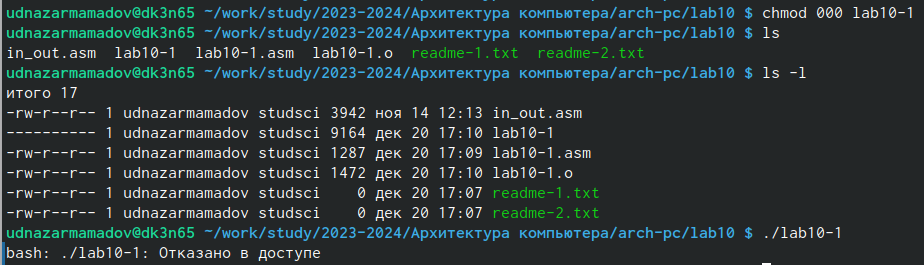 udnazarmamadov@dk3n65 ~/work/study/2023-2024/Архитектура компьютера/arch-pc/lab10 $ chmod 000 lab10-1
udnazarmamadov@dk3n65 ~/work/study/2023-2024/Архитектура компьютера/arch-pc/lab10 $ ls
in_out.asm  lab10-1  lab10-1.asm  lab10-1.o  readme-1.txt  readme-2.txt
udnazarmamadov@dk3n65 ~/work/study/2023-2024/Архитектура компьютера/arch-pc/lab10 $ ls -l
итого 17
-rw-r--r-- 1 udnazarmamadov studsci 3942 ноя 14 12:13 in_out.asm
---------- 1 udnazarmamadov studsci 9164 дек 20 17:10 lab10-1
-rw-r--r-- 1 udnazarmamadov studsci 1287 дек 20 17:09 lab10-1.asm
-rw-r--r-- 1 udnazarmamadov studsci 1472 дек 20 17:10 lab10-1.o
-rw-r--r-- 1 udnazarmamadov studsci    0 дек 20 17:07 readme-1.txt
-rw-r--r-- 1 udnazarmamadov studsci    0 дек 20 17:07 readme-2.txt
udnazarmamadov@dk3n65 ~/work/study/2023-2024/Архитектура компьютера/arch-pc/lab10 $ ./lab10-1
bash: ./lab10-1: Отказано в доступе